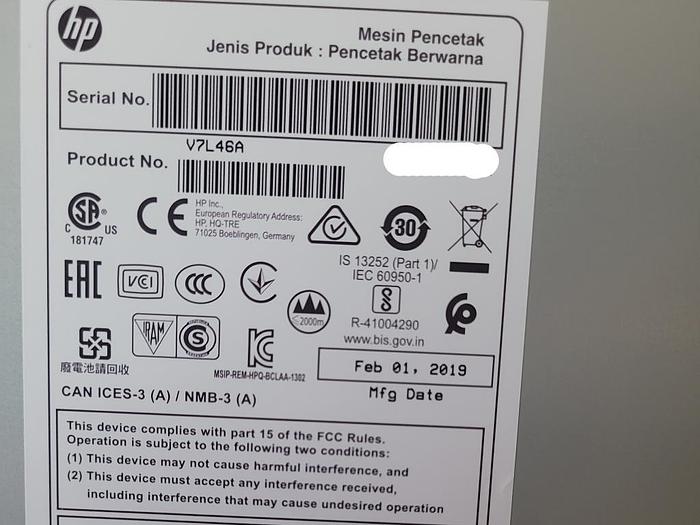 hp
Mesin Pencetak
Jenis Produk : Pencetak Berwarna
Serial No.
V7L46A
Product No.
SA
C US
181747
CE
HP Inc.,
European Regulatory Address:
HP, HQ-TRE
71025 Boeblingen, Germany
30
IS 13252 (Part 1)/
IEC 60950-1
R-41004290
www.bis.gov.in
EAC
VCI
CCC
≤2000m
IRAM
S
廢電池請回收
MSIP-REM-HPQ-BCLAA-1302
Feb 01, 2019
Mfg Date
CAN ICES-3 (A) / NMB-3 (A)
This device complies with part 15 of the FCC Rules.
Operation is subject to the following two conditions:
(1) This device may not cause harmful interference, and
(2) This device must accept any interference received,
including interference that may cause undesired operation